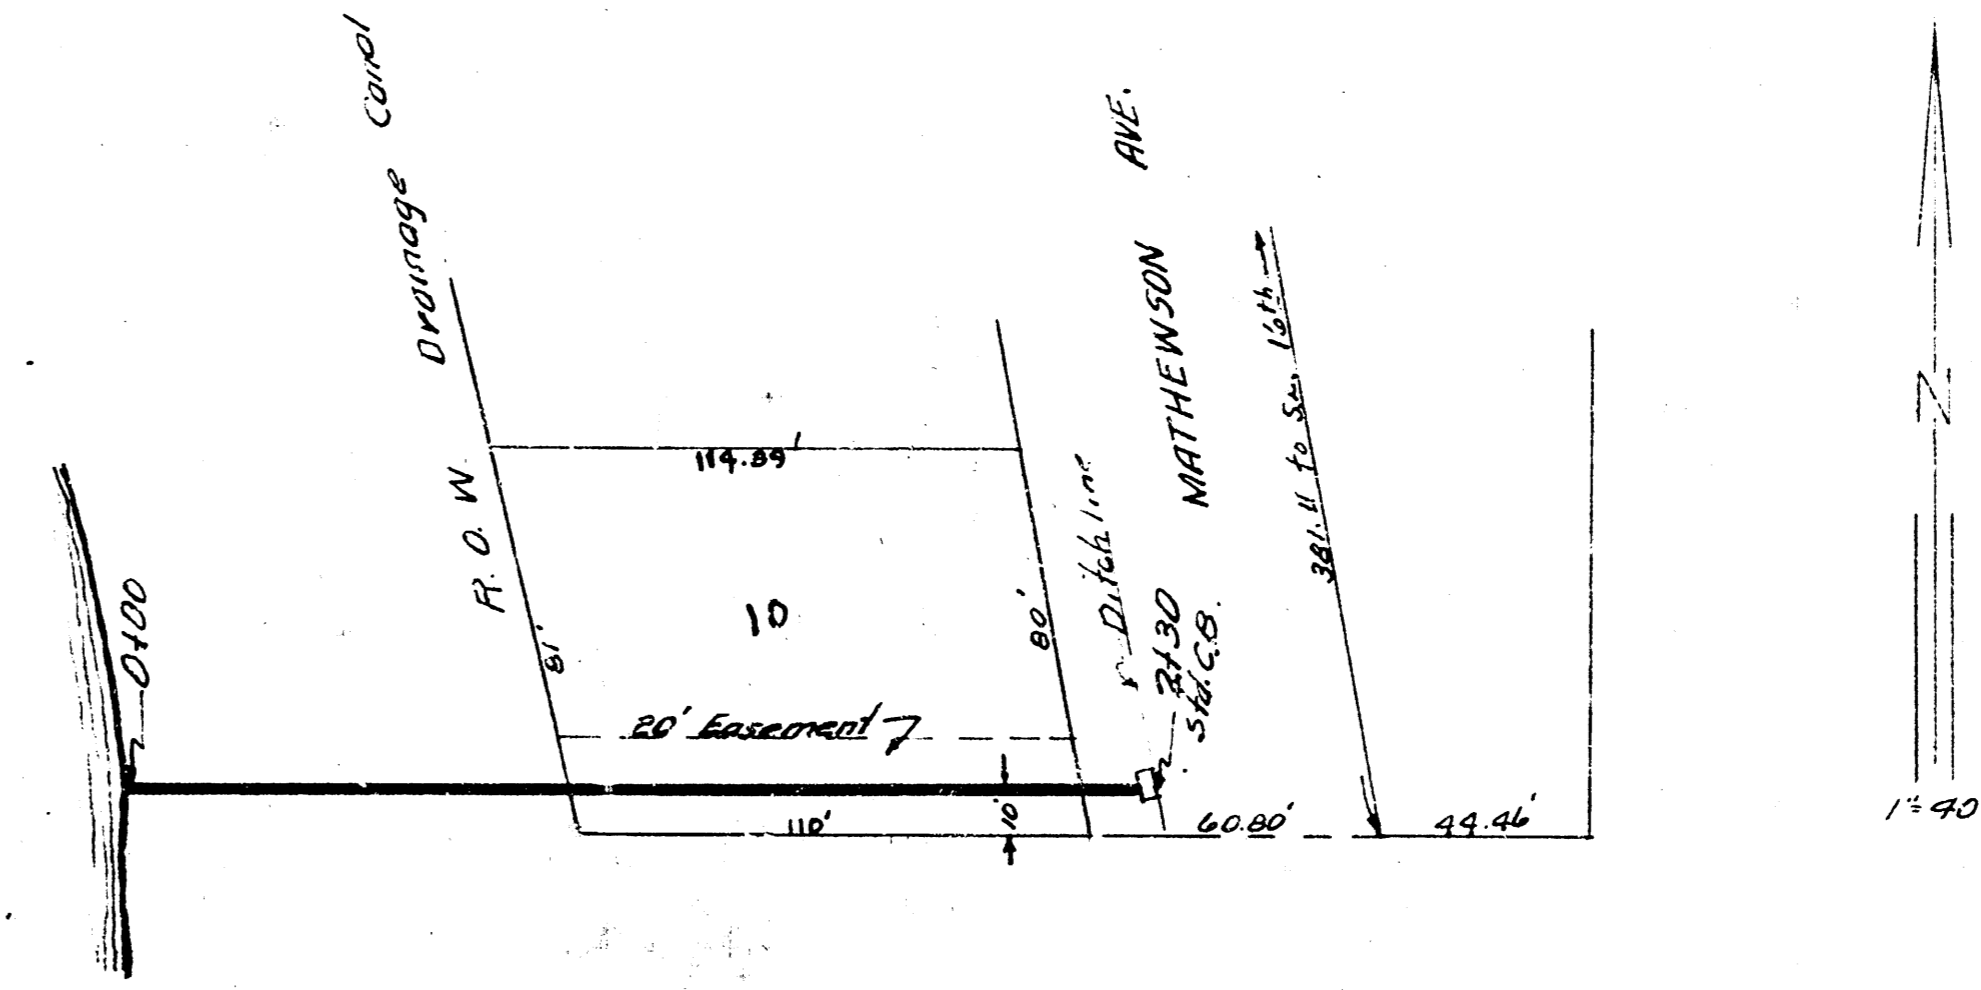 Drainage Canal
R.O.W
MATHEWSON AVE.
114.89'
81'
10
80'
Ditch line
2+30
Std. C.B.
381.11 to S.W. 16th
0+00
20' Easement
110'
10'
60.80'
44.46'
N
1"=40